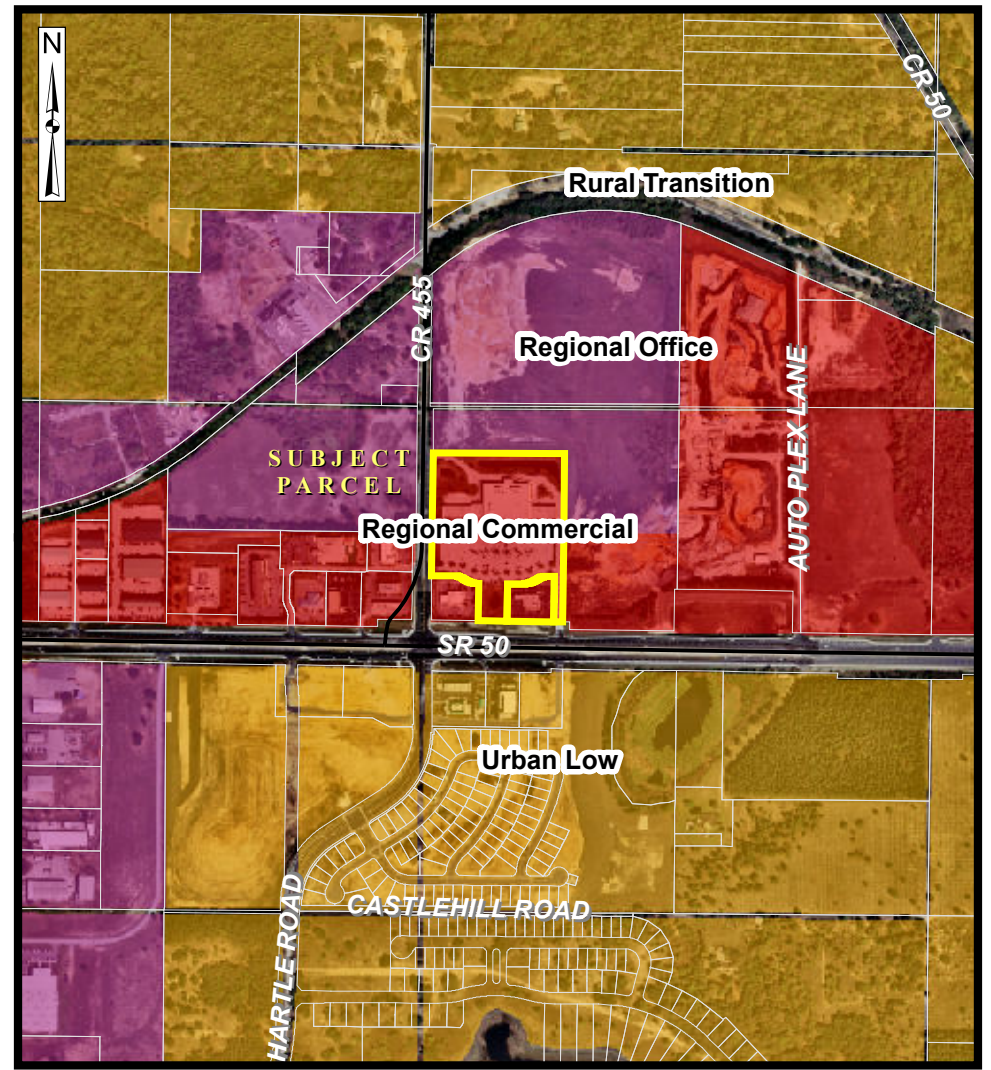 N
CR 50
Rural Transition
CR 455
Regional Office
AUTO PLEX LANE
SUBJECT
PARCEL
Regional Commercial
SR 50
Urban Low
HARTLE ROAD
CASTLEHILL ROAD